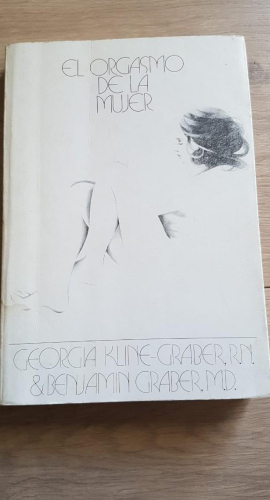 EL ORGASMO
DE LA
MUJER
GEORGIA KLINE-GRABER, R.N.
& BENJAMIN GRABER, M.D.